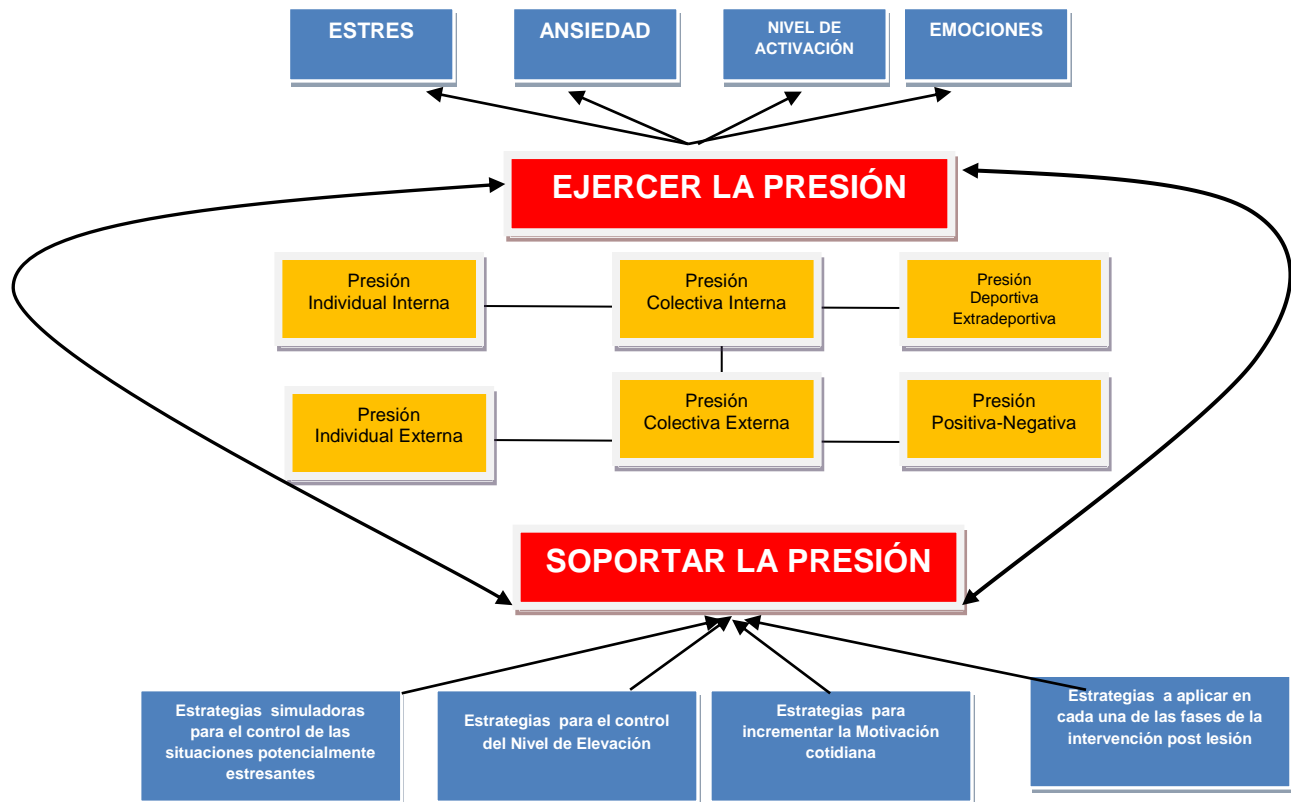 ESTRES
ANSIEDAD
NIVEL DE
ACTIVACIÓN
EMOCIONES
EJERCER LA PRESIÓN
Presión
Individual Interna
Presión
Colectiva Interna
Presión
Deportiva
Extradeportiva
Presión
Individual Externa
Presión
Colectiva Externa
Presión
Positiva-Negativa
SOPORTAR LA PRESIÓN
Estrategias simuladoras
para el control de las
situaciones potencialmente
estresantes
Estrategias para el control
del Nivel de Elevación
Estrategias para
incrementar la Motivación
cotidiana
Estrategias a aplicar en
cada una de las fases de la
intervención post lesión